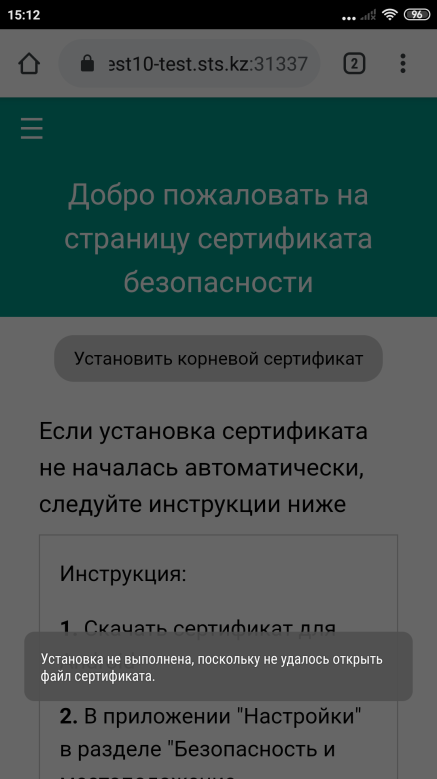 15:12
96
est10-test.sts.kz:31337
2
Добро пожаловать на
страницу сертификата
безопасности
Установить корневой сертификат
Если установка сертификата
не началась автоматически,
следуйте инструкции ниже
Инструкция:
1. Скачать сертификат для
Установка не выполнена, поскольку не удалось открыть
файл сертификата.
2. В приложении "Настройки"
в разделе "Безопасность и